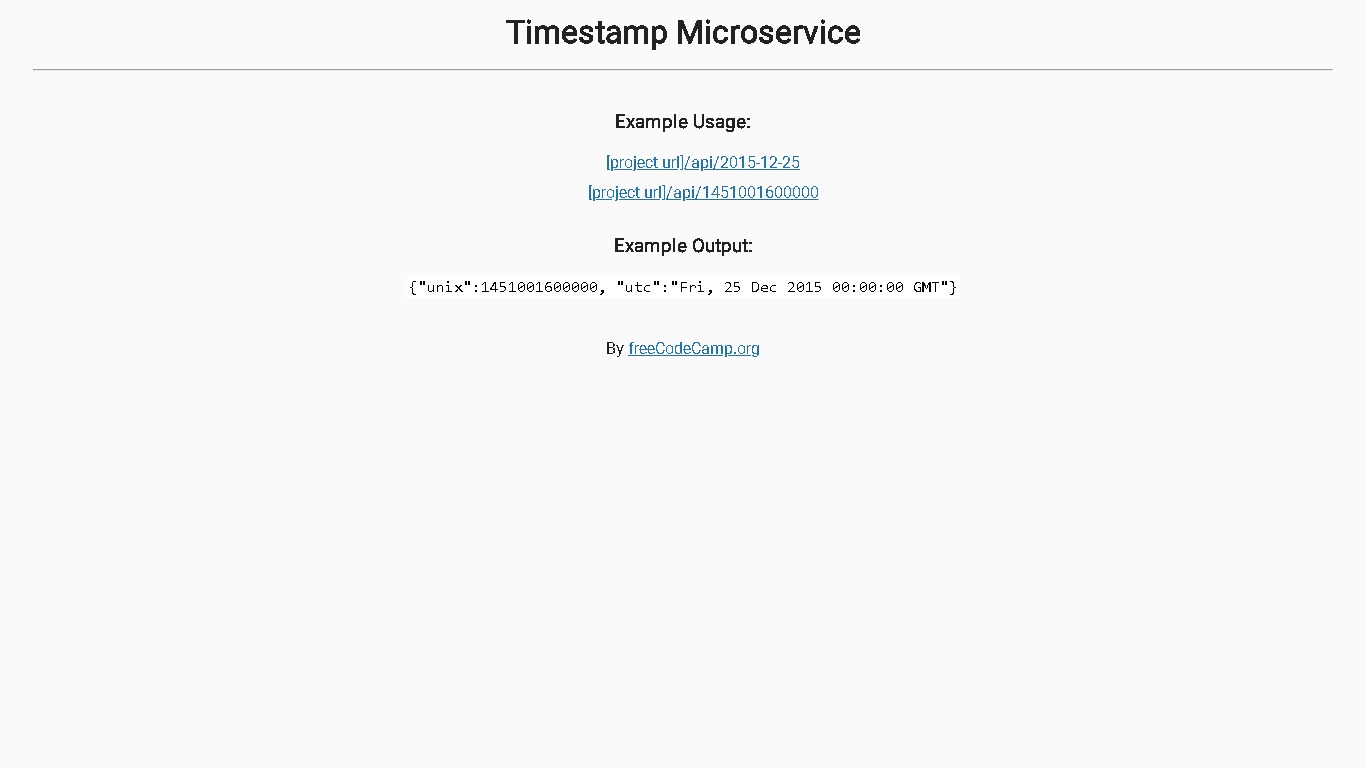 Timestamp Microservice
Example Usage:
[project url]/api/2015-12-25
[project url]/api/1451001600000
Example Output:
{"unix":1451001600000, "utc":"Fri, 25 Dec 2015 00:00:00 GMT"}
By freeCodeCamp.org